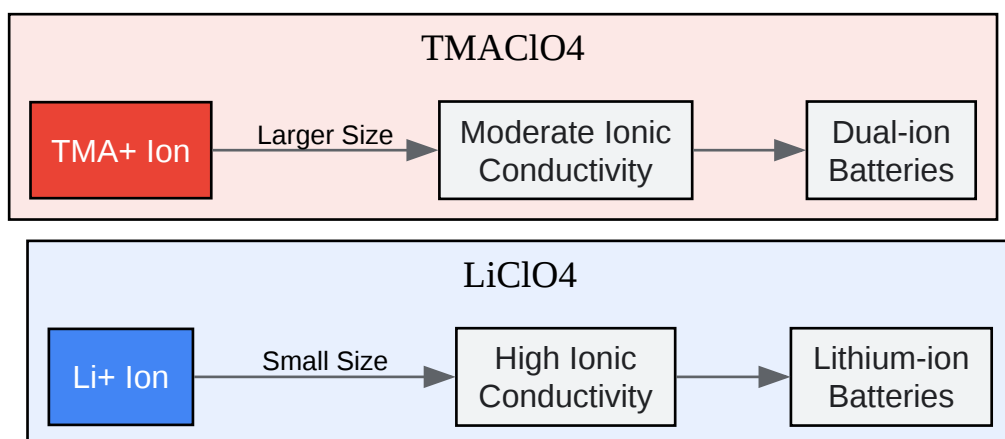 TMAClO4
TMA+ Ion
Larger Size
Moderate Ionic
Conductivity
Dual-ion
Batteries
LiClO4
Li+ Ion
Small Size
High Ionic
Conductivity
Lithium-ion
Batteries